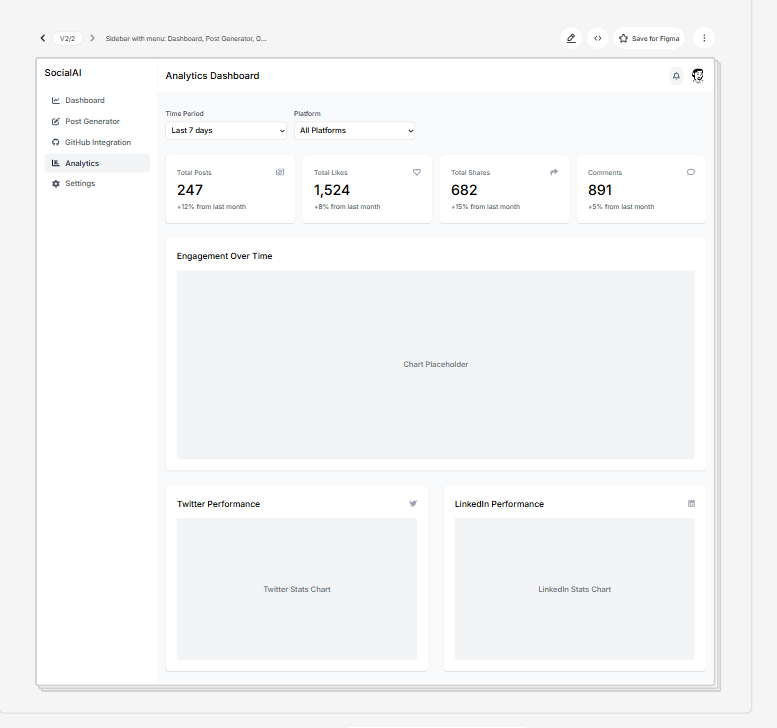 V2/2
Sidebar with menu: Dashboard, Post Generator, G...
Save for Figma
SocialAI
Dashboard
Post Generator
GitHub Integration
Analytics
Settings
Analytics Dashboard
Time Period
Platform
Last 7 days
All Platforms
Total Posts
247
+12% from last month
Total Likes
1,524
+8% from last month
Total Shares
682
+15% from last month
Comments
891
+5% from last month
Engagement Over Time
Chart Placeholder
Twitter Performance
Twitter Stats Chart
LinkedIn Performance
LinkedIn Stats Chart